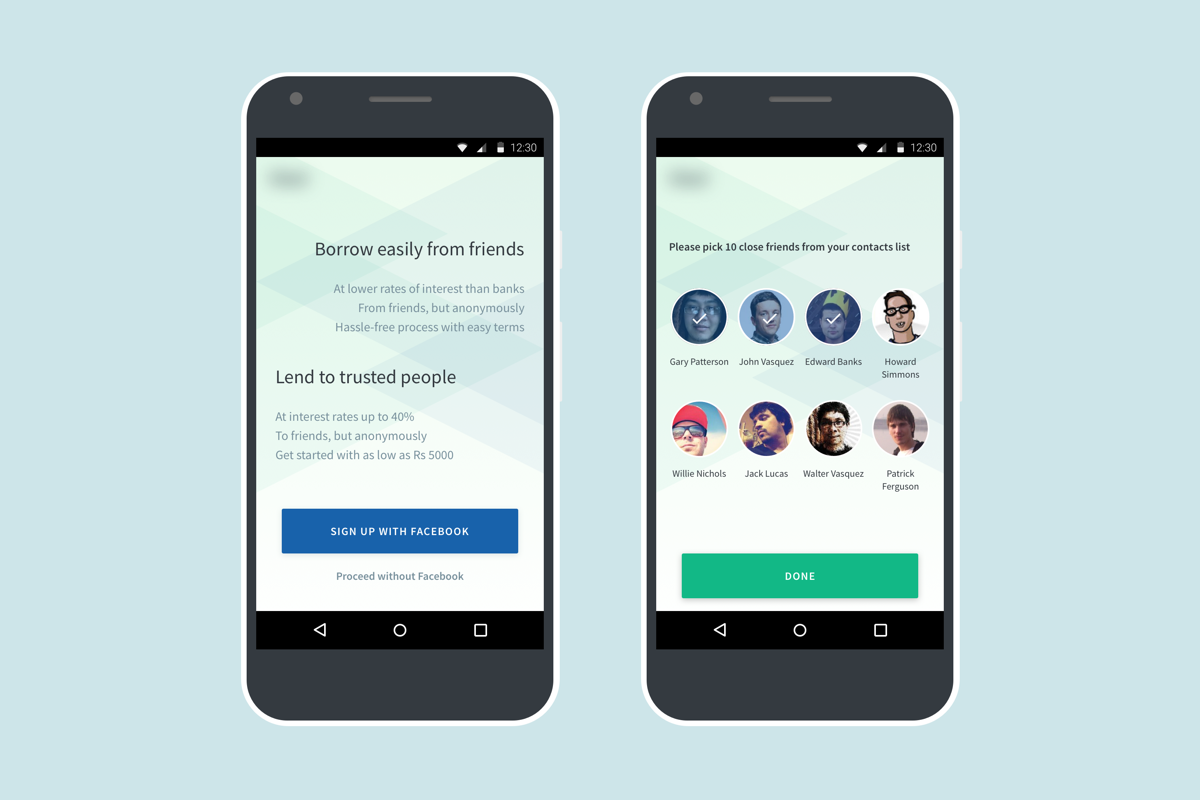 12:30
Borrow easily from friends
At lower rates of interest than banks
From friends, but anonymously
Hassle-free process with easy terms
Lend to trusted people
At interest rates up to 40%
To friends, but anonymously
Get started with as low as Rs 5000
SIGN UP WITH FACEBOOK
Proceed without Facebook
12:30
Please pick 10 close friends from your contacts list
Gary Patterson
John Vasquez
Edward Banks
Howard
Simmons
Willie Nichols
Jack Lucas
Walter Vasquez
Patrick
Ferguson
DONE